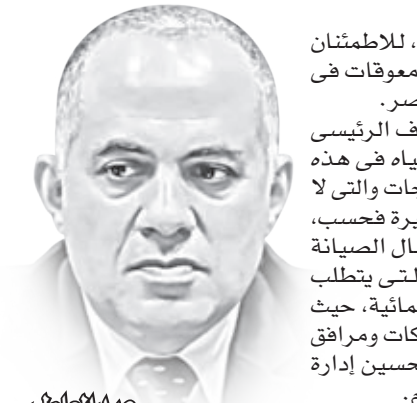 ، للاطمئنان
معوقات فى
صر.
ف الرئيسى
ياه فى هذه
جات والتى لا
يرة فحسب،
ال الصيانة
لتى يتطلب
مائية، حيث
كات ومرافق
حسين إدارة